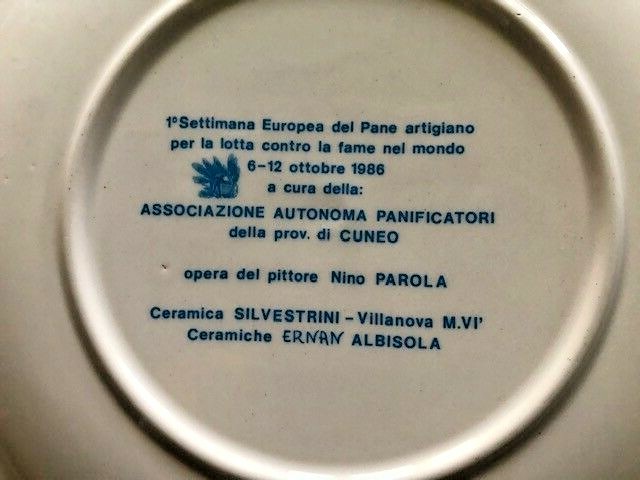 1º Settimana Europea del Pane artigiano
per la lotta contro la fame nel mondo
6-12 ottobre 1986
a cura della:
ASSOCIAZIONE AUTONOMA PANIFICATORI
della prov. di CUNEO
opera del pittore Nino PAROLA
Ceramica SILVESTRINI - Villanova M.VI'
Ceramiche ERNAN ALBISOLA